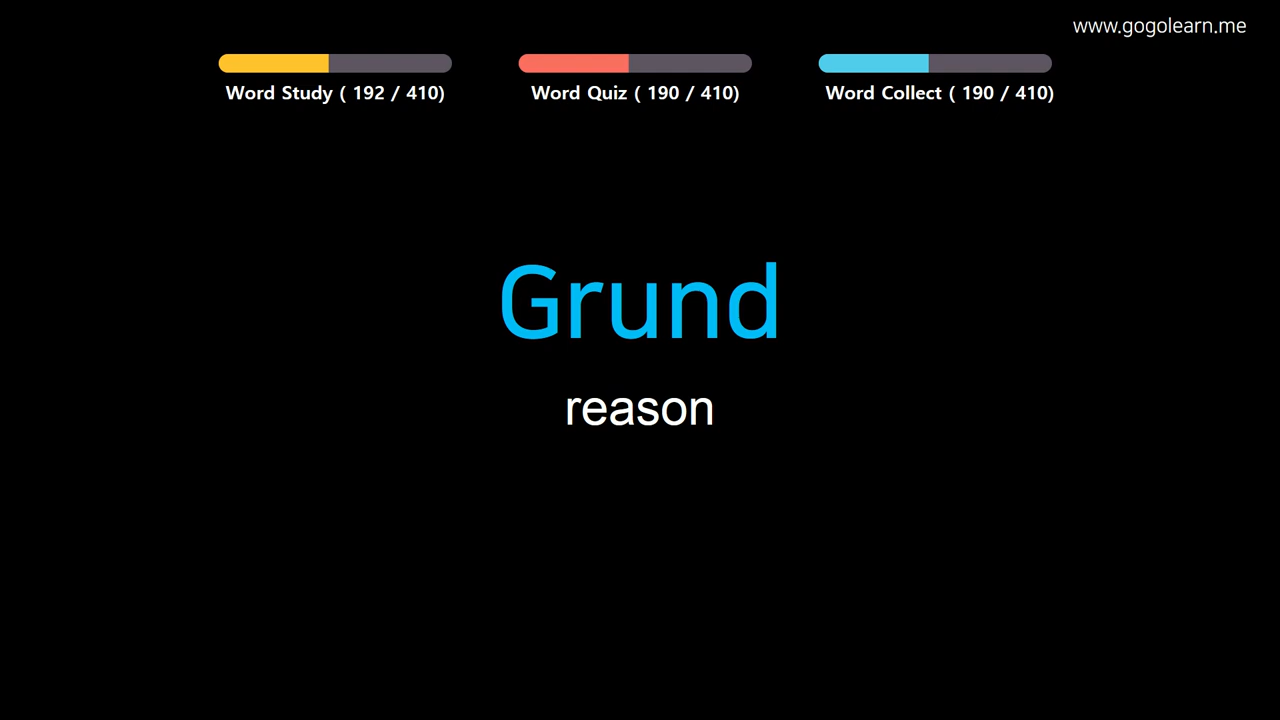 www.gogolearn.me
Word Study ( 192 / 410)
Word Quiz ( 190 / 410)
Word Collect ( 190 / 410)
Grund
reason